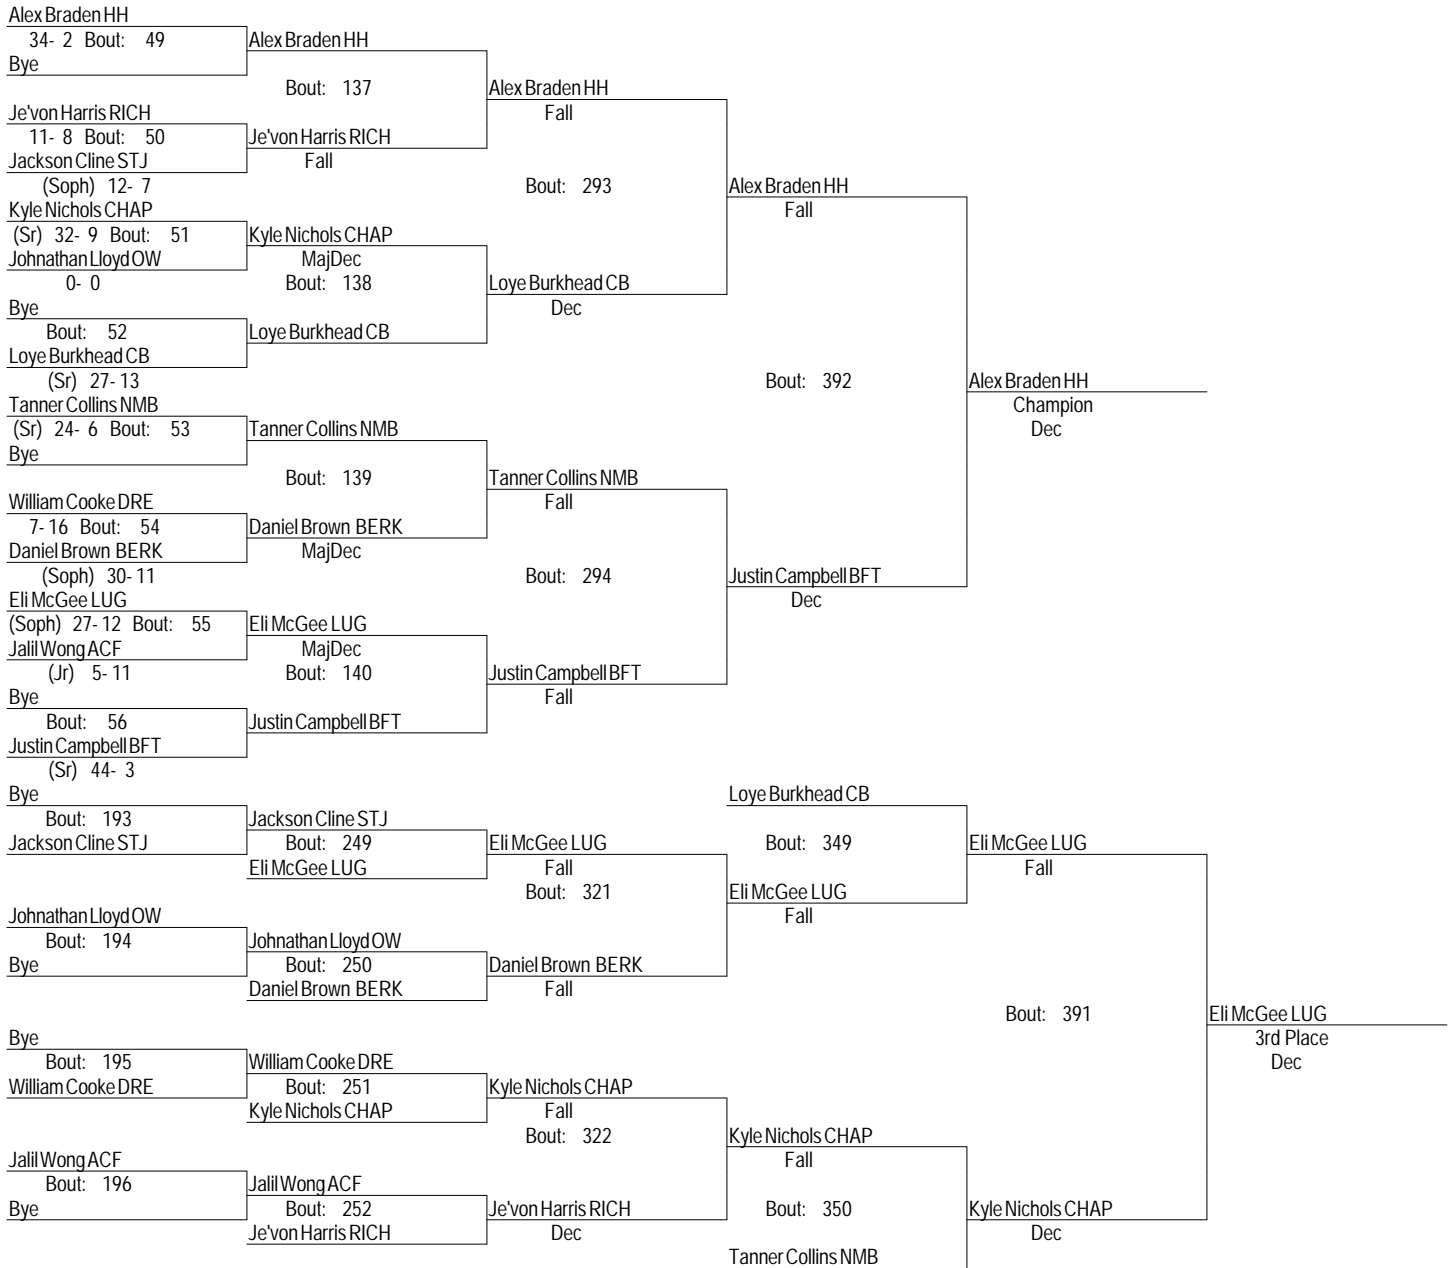 Alex Braden HH
34- 2 Bout: 49 Alex Braden HH
Bye
Bout: 137 Alex Braden HH
Je'von Harris RICH Fall
11- 8 Bout: 50 Je'von Harris RICH
Jackson Cline STJ Fall
(Soph) 12- 7 Bout: 293 Alex Braden HH
Kyle Nichols CHAP Fall
(Sr) 32- 9 Bout: 51 Kyle Nichols CHAP
Johnathan Lloyd OW MajDec
0- 0 Bout: 138 Loye Burkhead CB
Bye Dec
Bout: 52 Loye Burkhead CB
Loye Burkhead CB
(Sr) 27- 13 Bout: 392 Alex Braden HH
Tanner Collins NMB Champion
(Sr) 24- 6 Bout: 53 Tanner Collins NMB Dec
Bye
Bout: 139 Tanner Collins NMB
William Cooke DRE Fall
7- 16 Bout: 54 Daniel Brown BERK
Daniel Brown BERK MajDec
(Soph) 30- 11 Bout: 294 Justin Campbell BFT
Eli McGee LUG Dec
(Soph) 27- 12 Bout: 55 Eli McGee LUG
Jalil Wong ACF MajDec
(Jr) 5- 11 Bout: 140 Justin Campbell BFT
Bye Fall
Bout: 56 Justin Campbell BFT
Justin Campbell BFT
(Sr) 44- 3
Bye Loye Burkhead CB
Bout: 193 Jackson Cline STJ
Jackson Cline STJ Bout: 249 Eli McGee LUG Bout: 349 Eli McGee LUG
Eli McGee LUG Fall Fall
Bout: 321 Eli McGee LUG
Johnathan Lloyd OW Fall
Bout: 194 Johnathan Lloyd OW
Bye Bout: 250 Daniel Brown BERK
Daniel Brown BERK Fall
Bout: 391 Eli McGee LUG
Bye 3rd Place
Bout: 195 William Cooke DRE Dec
William Cooke DRE Bout: 251 Kyle Nichols CHAP
Kyle Nichols CHAP Fall
Bout: 322 Kyle Nichols CHAP
Jalil Wong ACF Fall
Bout: 196 Jalil Wong ACF
Bye Bout: 252 Je'von Harris RICH Bout: 350 Kyle Nichols CHAP
Je'von Harris RICH Dec Dec
Tanner Collins NMB